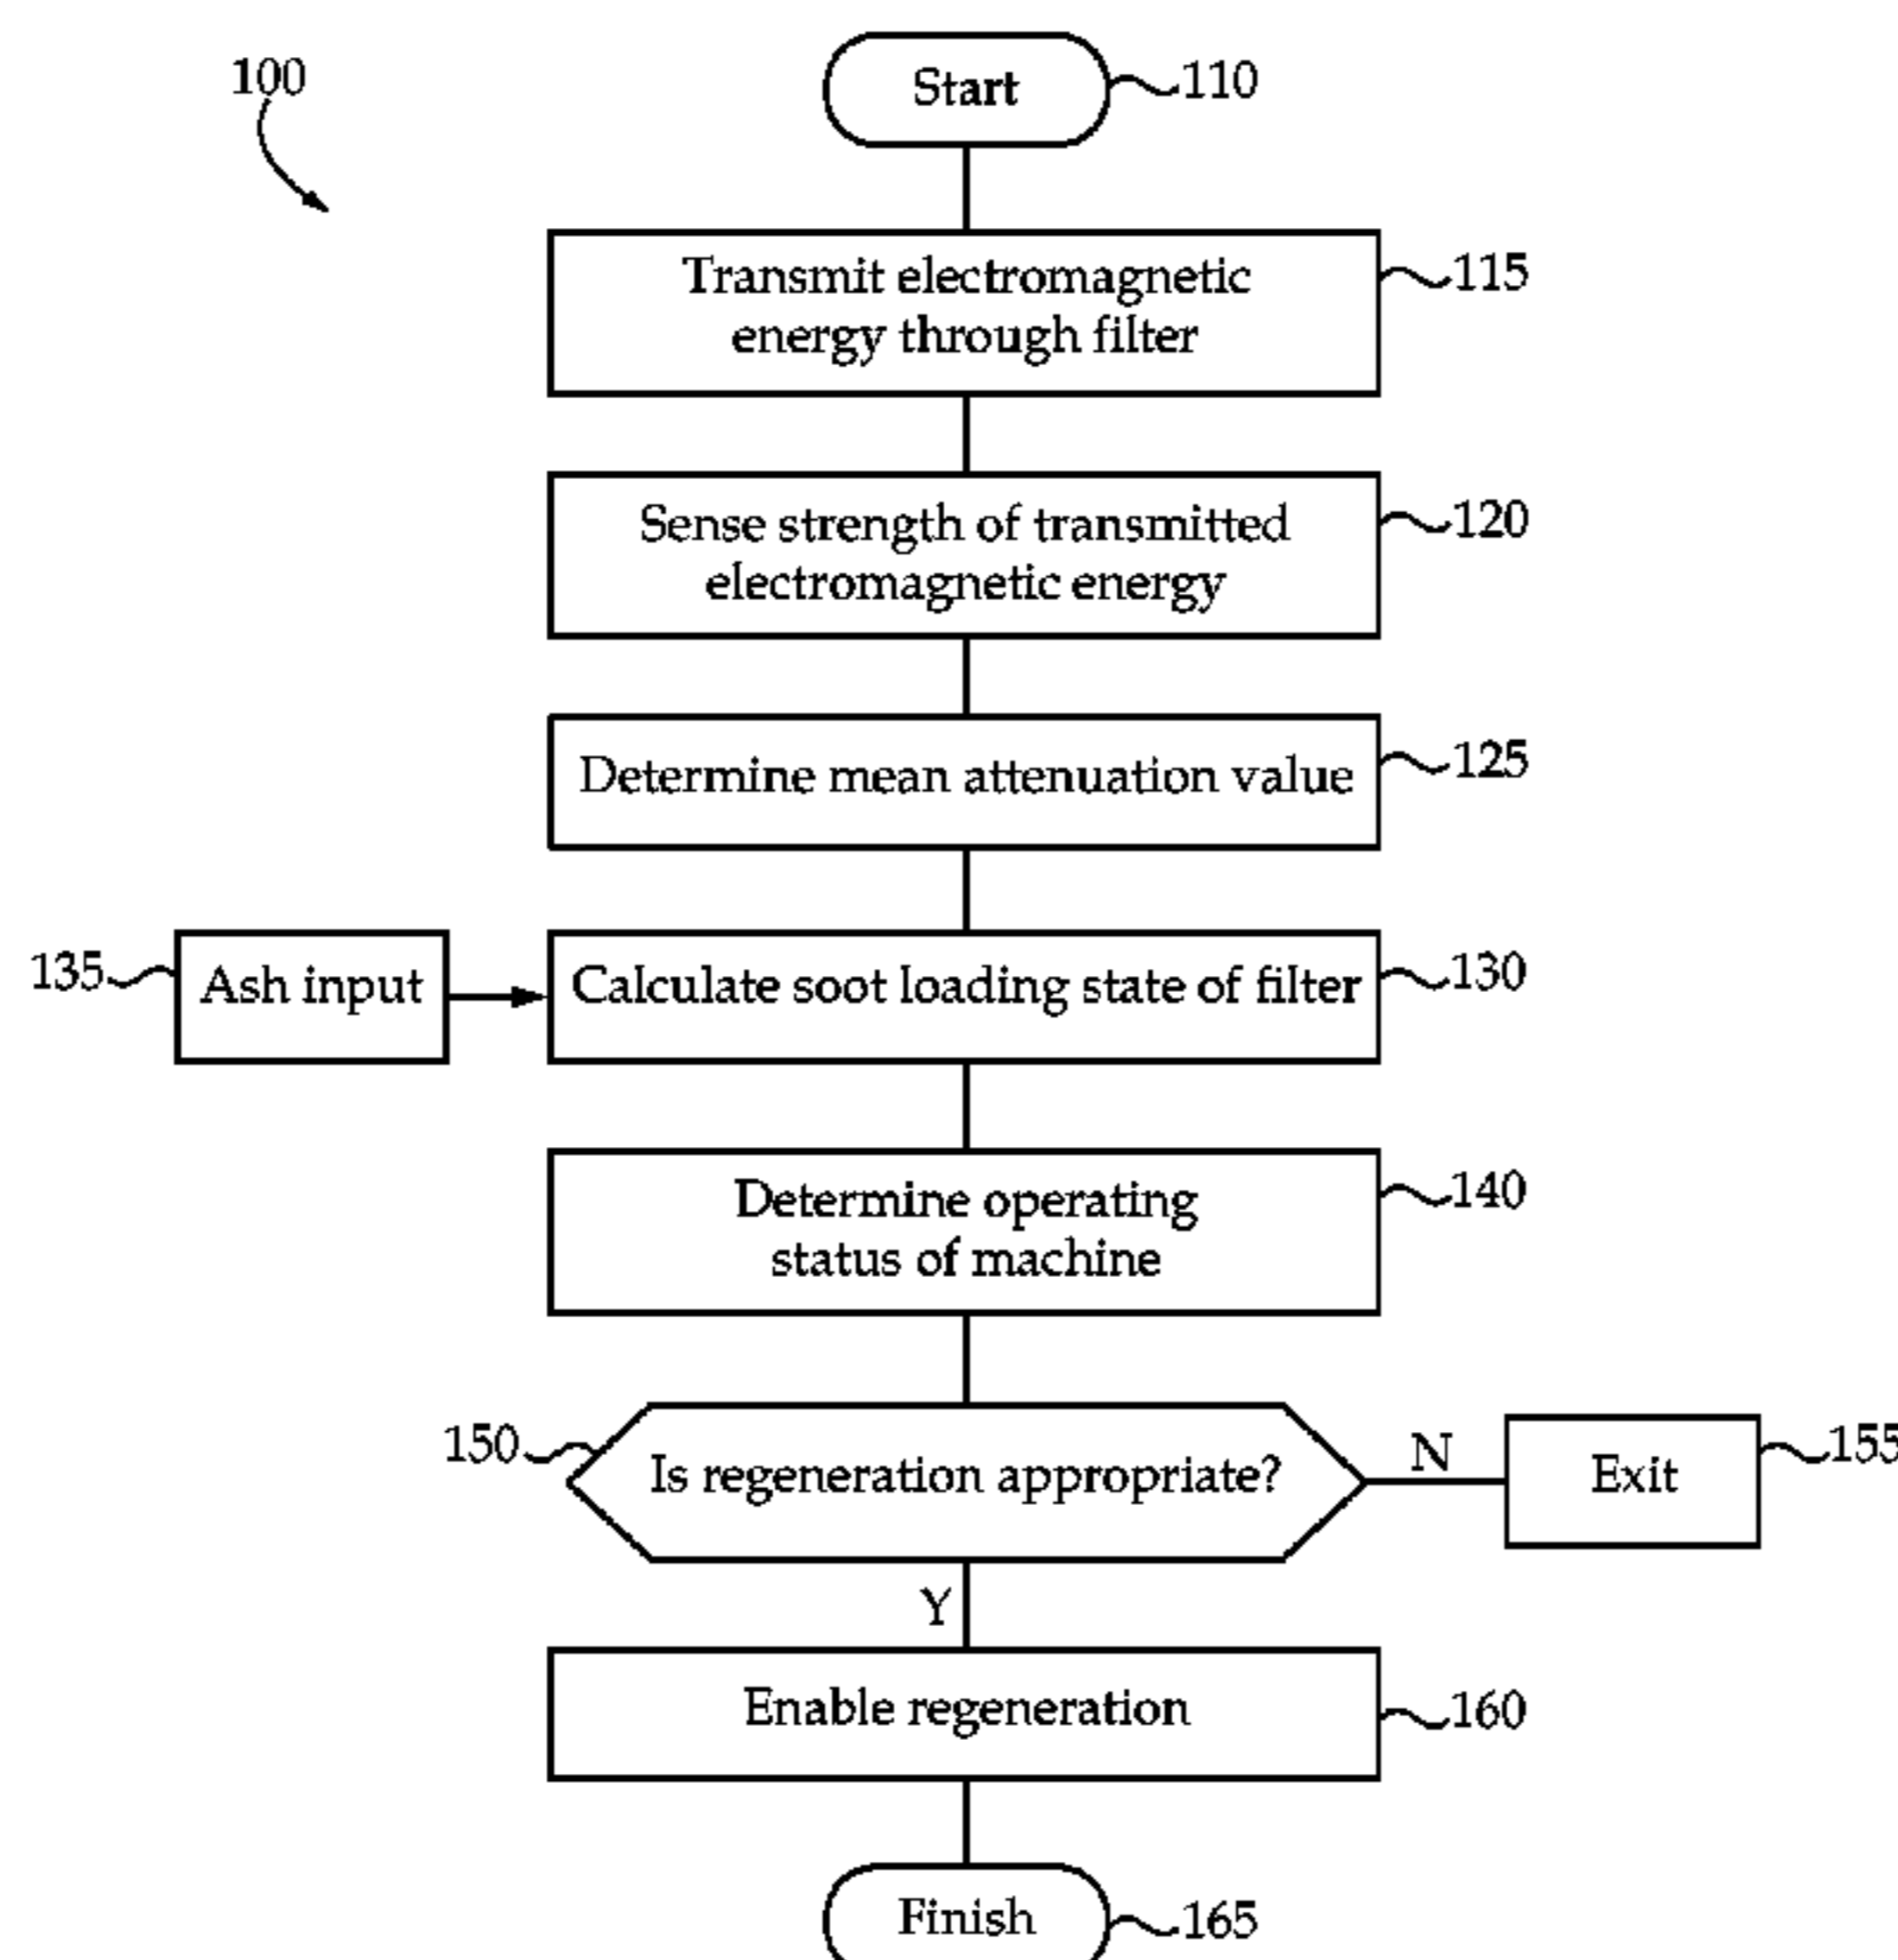 100
Start
110
Transmit electromagnetic
energy through filter
115
Sense strength of transmitted
electromagnetic energy
120
Determine mean attenuation value
125
135
Ash input
Calculate soot loading state of filter
130
Determine operating
status of machine
140
150
Is regeneration appropriate?
N
Exit
155
Y
Enable regeneration
160
Finish
165